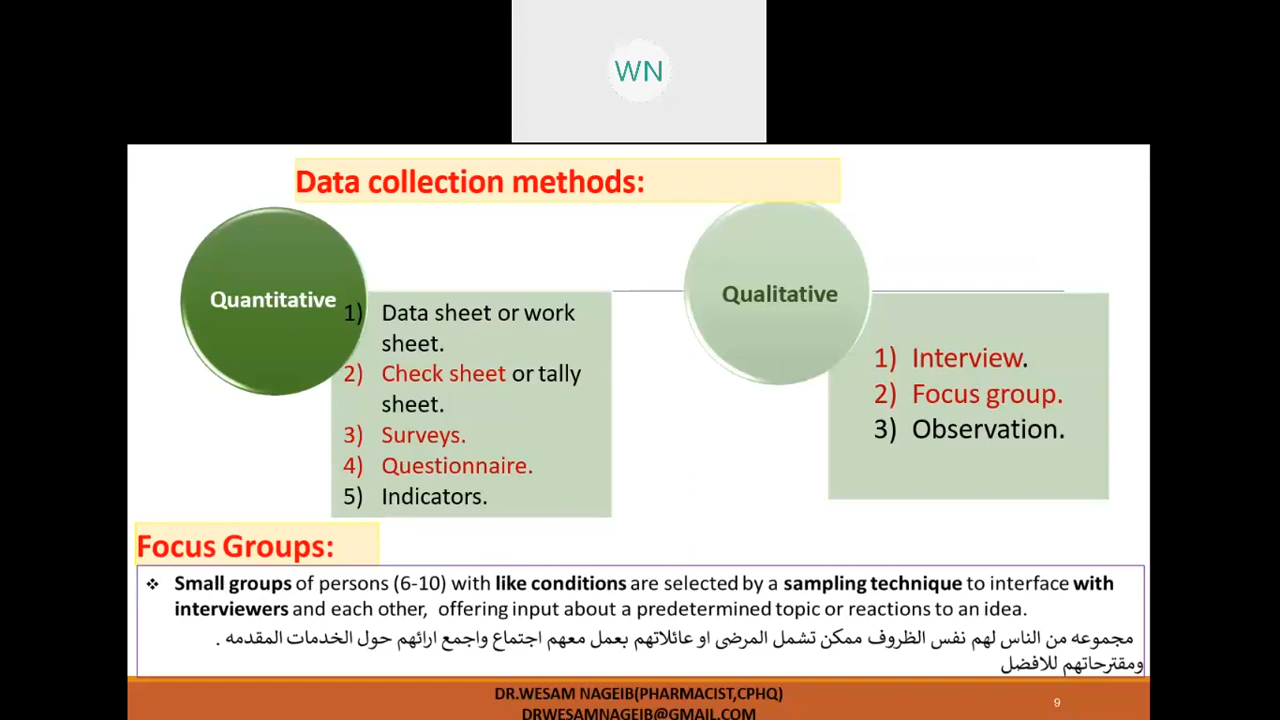 WN
Data collection methods:
Quantitative
1) Data sheet or work
sheet.
2) Check sheet or tally
sheet.
3) Surveys.
4) Questionnaire.
5) Indicators.
Qualitative
1) Interview.
2) Focus group.
3) Observation.
Focus Groups:
❖ Small groups of persons (6-10) with like conditions are selected by a sampling technique to interface with
interviewers and each other, offering input about a predetermined topic or reactions to an idea.
مجموعه من الناس لهم نفس الظروف ممكن تشمل المرضى او عائلاتهم بعمل معهم اجتماع واجمع ارائهم حول الخدمات المقدمه .
ومقترحاتهم للافضل
DR.WESAM NAGEIB(PHARMACIST,CPHQ)
DRWESAMNAGEIB@GMAIL.COM
9